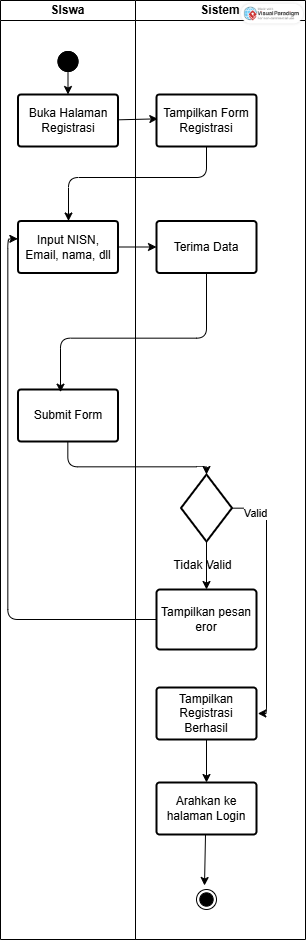 SIswa
Sistem
Visual Paradigm
Buka Halaman
Registrasi
Tampilkan Form
Registrasi
Input NISN,
Email, nama, dll
Terima Data
Submit Form
Valid
Tidak Valid
Tampilkan pesan
eror
Tampilkan
Registrasi
Berhasil
Arahkan ke
halaman Login